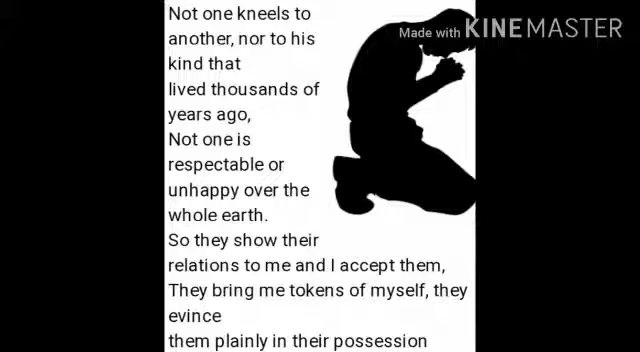 Made with KINEMASTER
Not one kneels to
another, nor to his
kind that
lived thousands of
years ago,
Not one is
respectable or
unhappy over the
whole earth.
So they show their
relations to me and I accept them,
They bring me tokens of myself, they
evince
them plainly in their possession